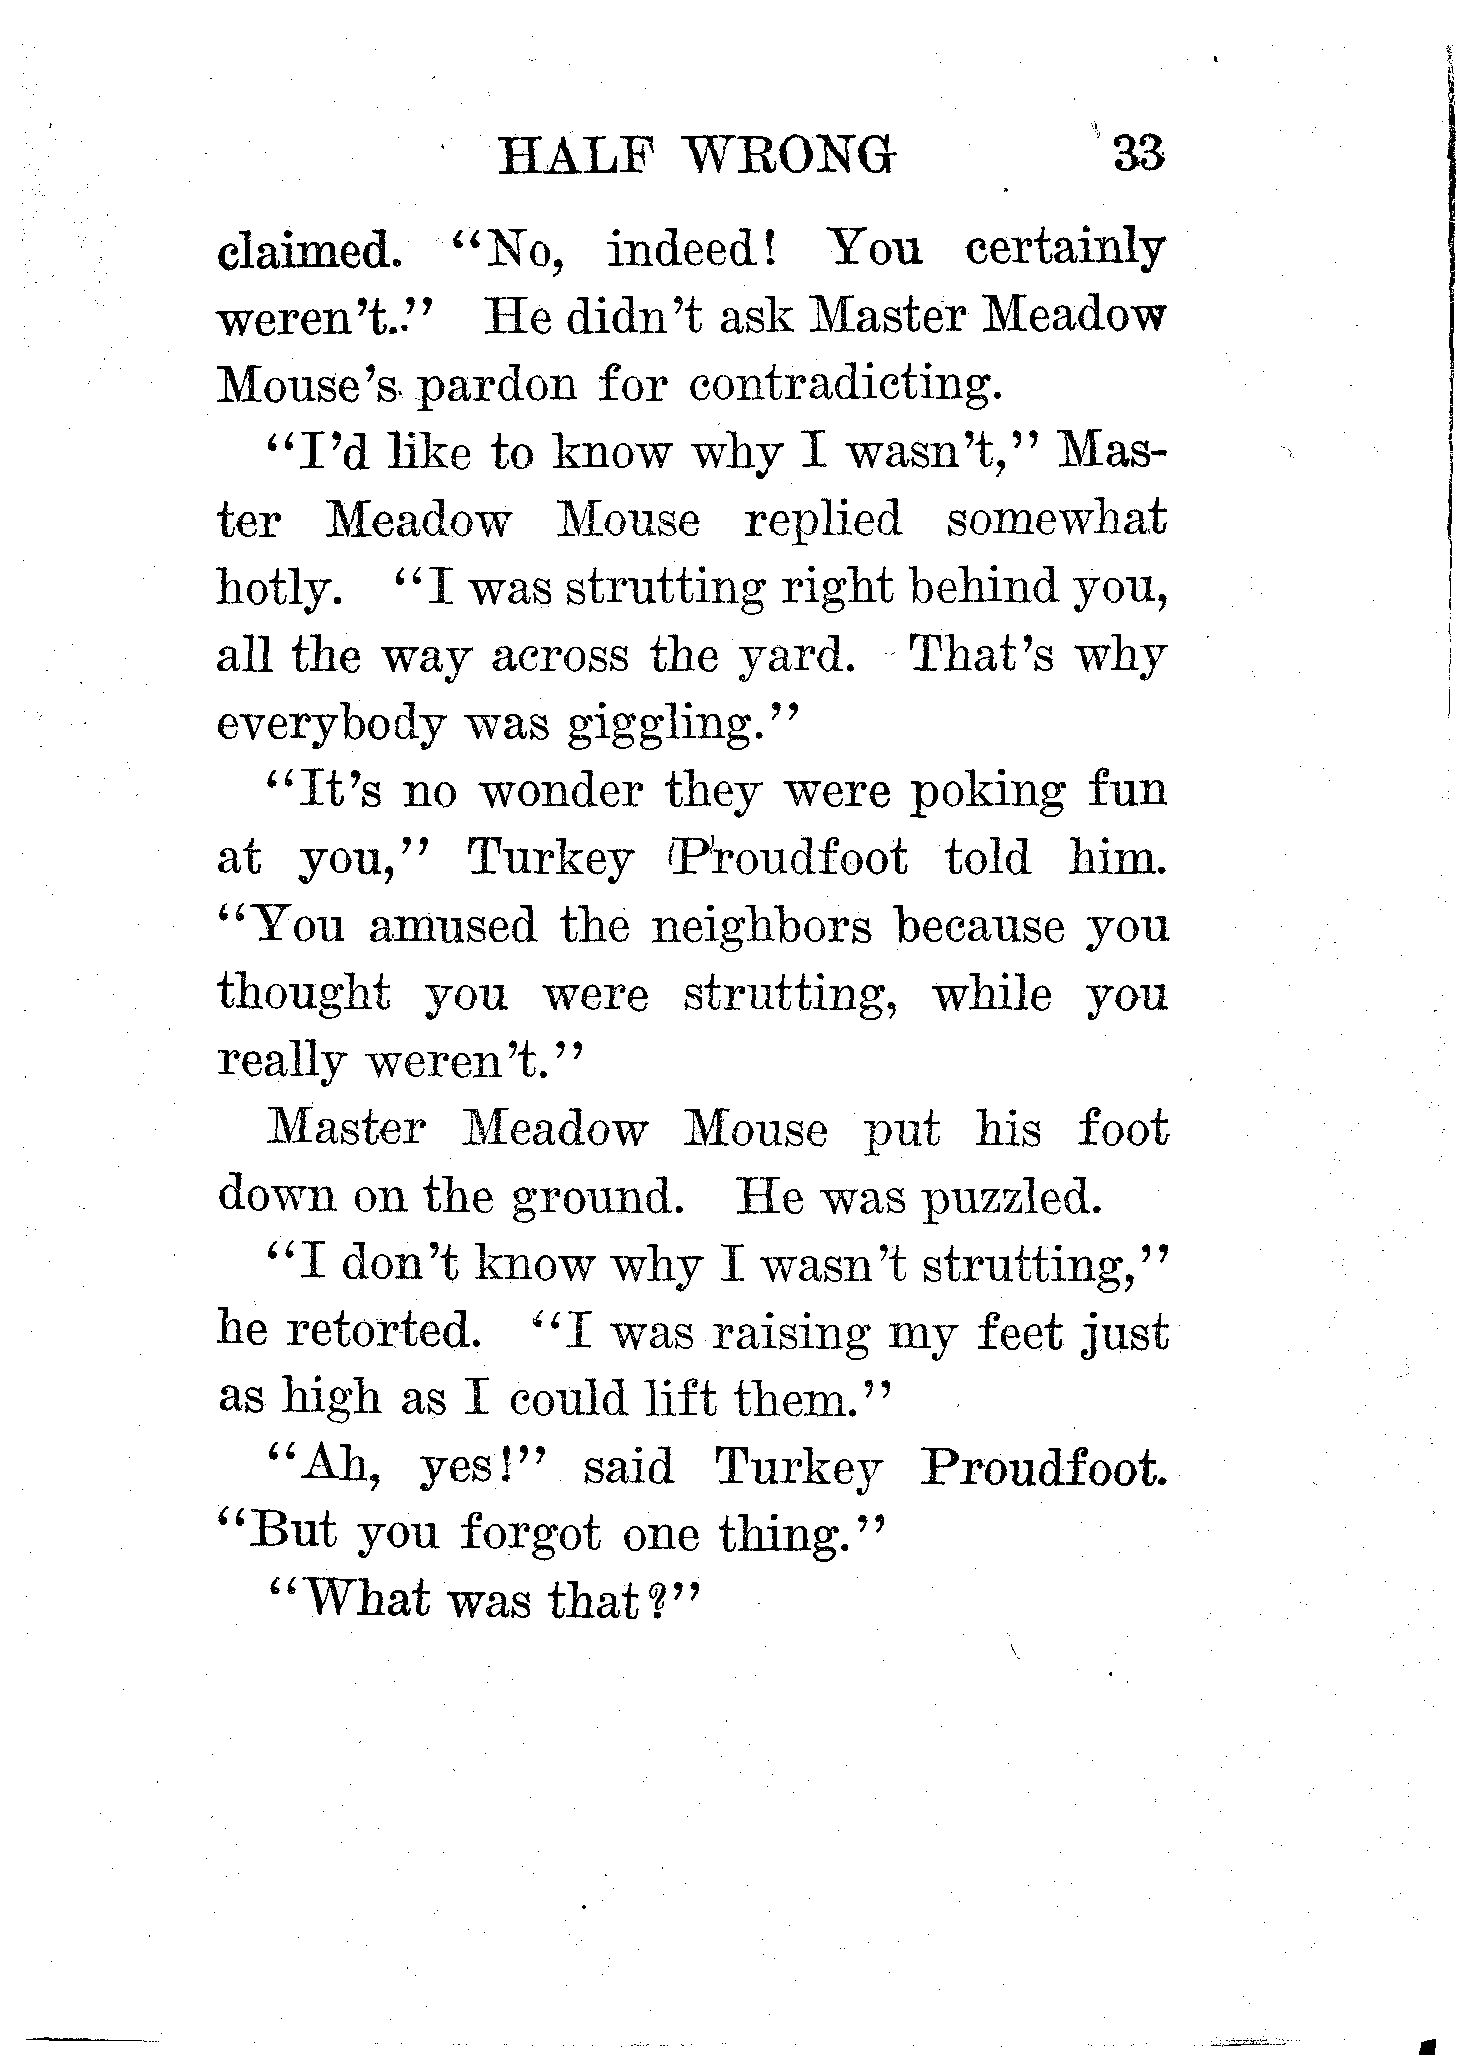 HALF WRONG 33
claimed. "No, indeed! You certainly
weren't." He didn't ask Master Meadow
Mouse's pardon for contradicting.
"I'd like to know why I wasn't," Mas-
ter Meadow Mouse replied somewhat
hotly. "I was strutting right behind you,
all the way across the yard. That's why
everybody was giggling."
"It's no wonder they were poking fun
at you," Turkey Proudfoot told him.
"You amused the neighbors because you
thought you were strutting, while you
really weren't."
Master Meadow Mouse put his foot
down on the ground. He was puzzled.
"I don't know why I wasn't strutting,"
he retorted. "I was raising my feet just
as high as I could lift them."
"Ah, yes!" said Turkey Proudfoot.
"But you forgot one thing."
"What was that?"